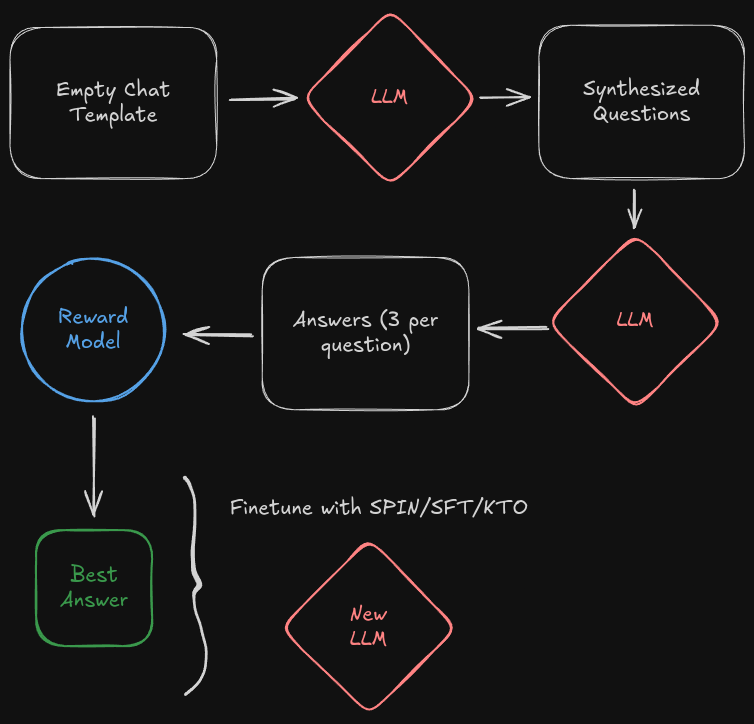 Empty Chat
Template
LLM
Synthesized
Questions
LLM
Answers (3 per
question)
Reward
Model
Best
Answer
Finetune with SPIN/SFT/KTO
New
LLM